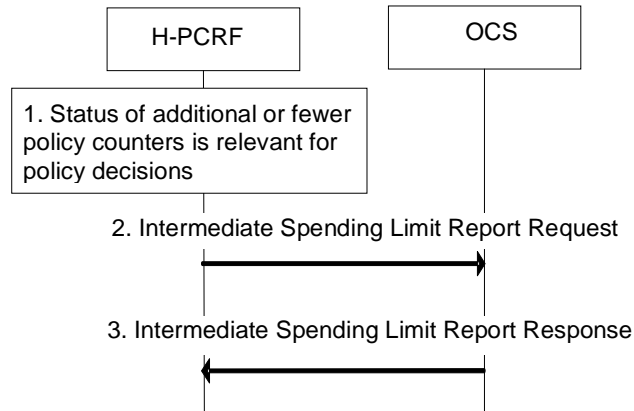 H-PCRF
OCS
1. Status of additional or fewer
policy counters is relevant for
policy decisions
2. Intermediate Spending Limit Report Request
3. Intermediate Spending Limit Report Response